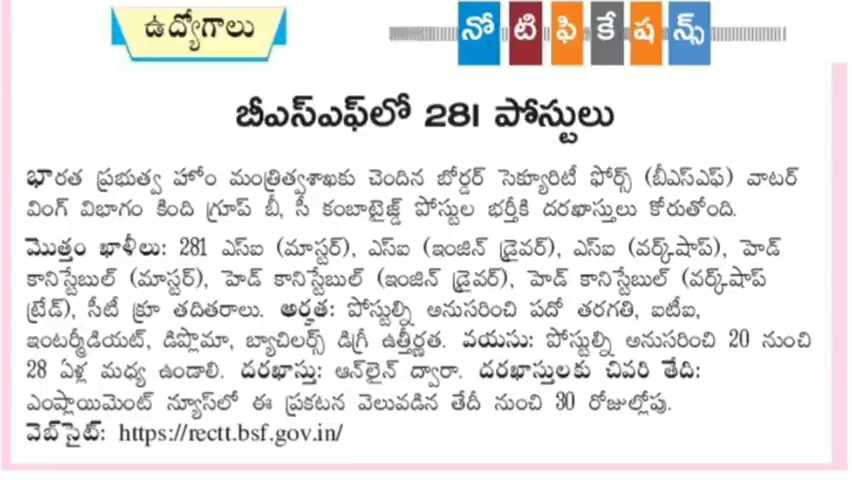 ఉద్యోగాలు
నోటిఫికేషన్స్
బీఎస్ఎఫ్‌లో 281 పోస్టులు
భారత ప్రభుత్వ హోం మంత్రిత్వశాఖకు చెందిన బోర్డర్ సెక్యూరిటీ ఫోర్స్ (బీఎస్ఎఫ్) వాటర్
వింగ్ విభాగం కింది గ్రూప్ బీ, సీ కంబాటైజ్డ్ పోస్టుల భర్తీకి దరఖాస్తులు కోరుతోంది.
మొత్తం ఖాళీలు: 281 ఎస్ఐ (మాస్టర్), ఎస్ఐ (ఇంజిన్ డ్రైవర్), ఎస్ఐ (వర్క్‌షాప్), హెడ్
కానిస్టేబుల్ (మాస్టర్), హెడ్ కానిస్టేబుల్ (ఇంజిన్ డ్రైవర్), హెడ్ కానిస్టేబుల్ (వర్క్‌షాప్
ట్రేడ్), సీటీ క్రూ తదితరాలు. అర్హత: పోస్టుల్ని అనుసరించి పదో తరగతి, ఐటీఐ,
ఇంటర్మీడియట్, డిప్లొమా, బ్యాచిలర్స్ డిగ్రీ ఉత్తీర్ణత. వయసు: పోస్టుల్ని అనుసరించి 20 నుంచి
28 ఏళ్ల మధ్య ఉండాలి. దరఖాస్తు: ఆన్‌లైన్ ద్వారా. దరఖాస్తులకు చివరి తేది:
ఎంప్లాయిమెంట్ న్యూస్‌లో ఈ ప్రకటన వెలువడిన తేదీ నుంచి 30 రోజుల్లోపు.
వెబ్‌సైట్: https://rectt.bsf.gov.in/